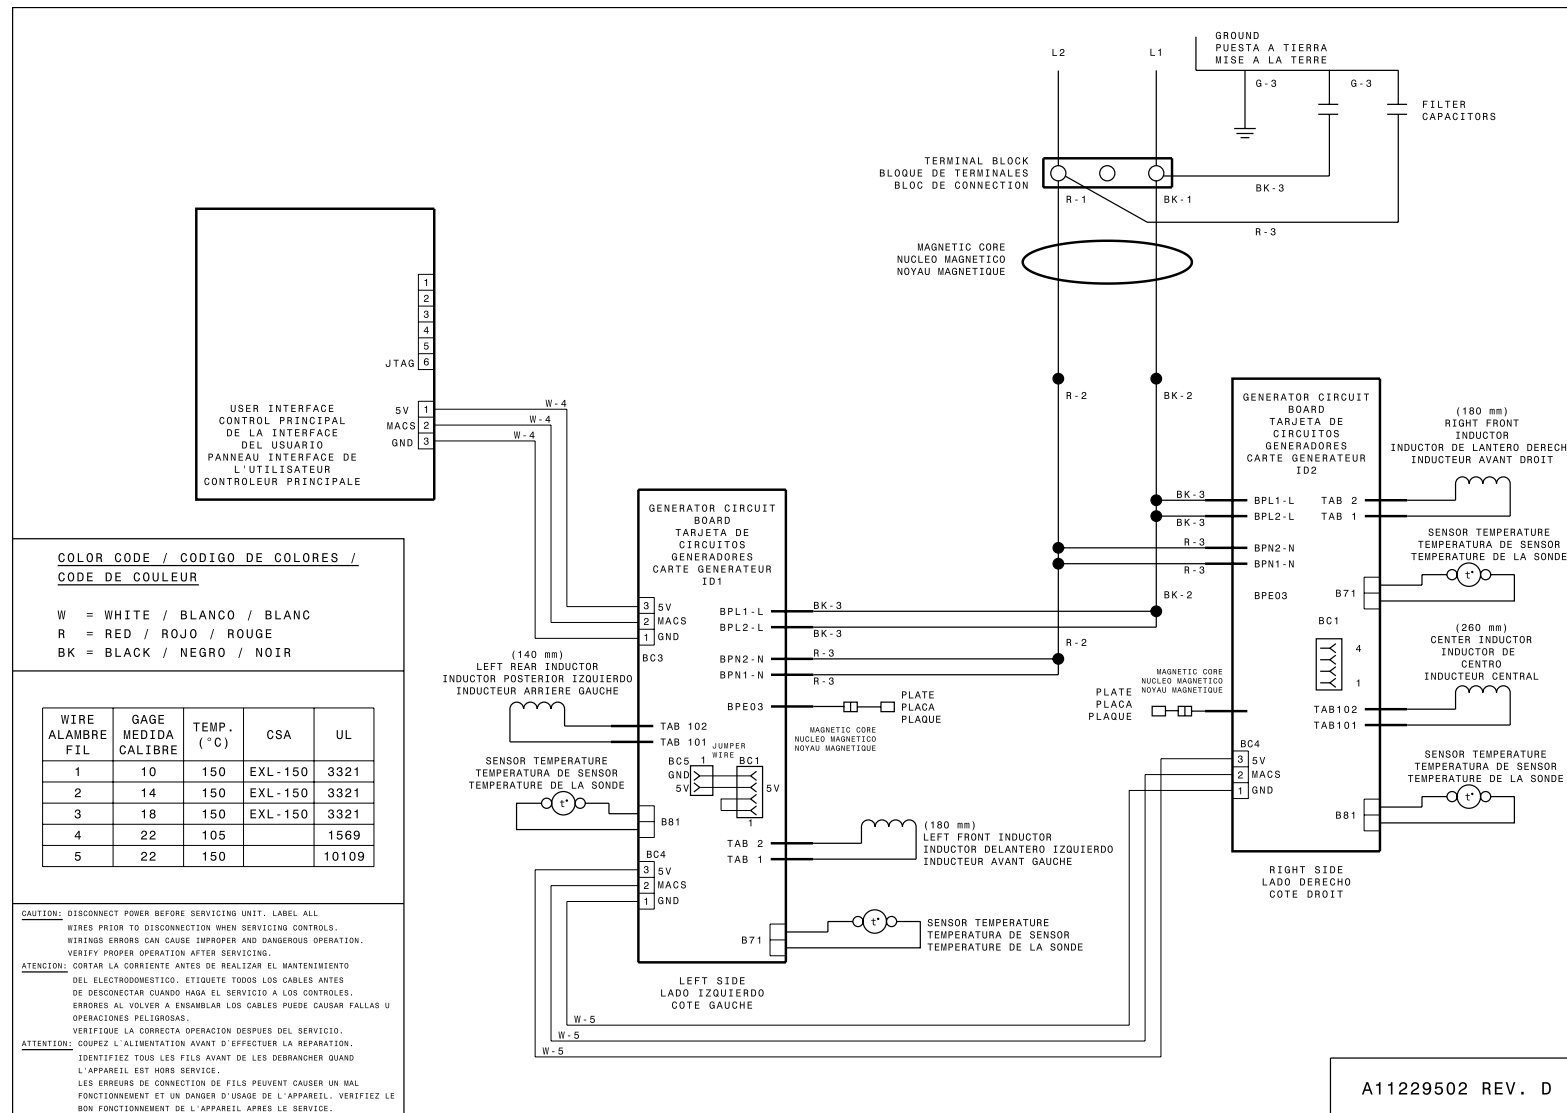 L2
L1
GROUND
PUESTA A TIERRA
MISE A LA TERRE
G-3
G-3
FILTER
CAPACITORS
TERMINAL BLOCK
BLOQUE DE TERMINALES
BLOC DE CONNECTION
R-1
BK-1
BK-3
R-3
MAGNETIC CORE
NUCLEO MAGNETICO
NOYAU MAGNETIQUE
1
2
3
4
5
JTAG 6
USER INTERFACE
CONTROL PRINCIPAL
DE LA INTERFACE
DEL USUARIO
PANNEAU INTERFACE DE
L'UTILISATEUR
CONTROLEUR PRINCIPALE
5V 1
MACS 2
GND 3
W-4
W-4
W-4
R-2
BK-2
GENERATOR CIRCUIT
BOARD
TARJETA DE
CIRCUITOS
GENERADORES
CARTE GENERATEUR
ID2
BK-3
BPL1-L
BK-3
BPL2-L
R-3
BPN2-N
R-3
BPN1-N
BPE03
TAB 2
TAB 1
(180 mm)
RIGHT FRONT
INDUCTOR
INDUCTOR DE LANTERO DERECH
INDUCTEUR AVANT DROIT
SENSOR TEMPERATURE
TEMPERATURA DE SENSOR
TEMPERATURE DE LA SONDE
t°
B71
BC1
4
1
(260 mm)
CENTER INDUCTOR
INDUCTOR DE
CENTRO
INDUCTEUR CENTRAL
TAB102
TAB101
MAGNETIC CORE
NUCLEO MAGNETICO
NOYAU MAGNETIQUE
PLATE
PLACA
PLAQUE
BC4
3 5V
2 MACS
1 GND
SENSOR TEMPERATURE
TEMPERATURA DE SENSOR
TEMPERATURE DE LA SONDE
t°
B81
RIGHT SIDE
LADO DERECHO
COTE DROIT
BK-2
R-2
GENERATOR CIRCUIT
BOARD
TARJETA DE
CIRCUITOS
GENERADORES
CARTE GENERATEUR
ID1
3 5V
2 MACS
1 GND
BC3
BPL1-L
BK-3
BPL2-L
BK-3
BPN2-N
R-3
BPN1-N
R-3
BPE03
PLATE
PLACA
PLAQUE
MAGNETIC CORE
NUCLEO MAGNETICO
NOYAU MAGNETIQUE
(140 mm)
LEFT REAR INDUCTOR
INDUCTOR POSTERIOR IZQUIERDO
INDUCTEUR ARRIERE GAUCHE
TAB 102
TAB 101
JUMPER
WIRE
BC5 1
BC1
GND
5V
5V
1
SENSOR TEMPERATURE
TEMPERATURA DE SENSOR
TEMPERATURE DE LA SONDE
t°
B81
TAB 2
TAB 1
(180 mm)
LEFT FRONT INDUCTOR
INDUCTOR DELANTERO IZQUIERDO
INDUCTEUR AVANT GAUCHE
BC4
3 5V
2 MACS
1 GND
B71
t°
SENSOR TEMPERATURE
TEMPERATURA DE SENSOR
TEMPERATURE DE LA SONDE
LEFT SIDE
LADO IZQUIERDO
COTE GAUCHE
W-5
W-5
W-5
COLOR CODE / CODIGO DE COLORES /
CODE DE COULEUR
W = WHITE / BLANCO / BLANC
R = RED / ROJO / ROUGE
BK = BLACK / NEGRO / NOIR
WIRE ALAMBRE FIL | GAGE MEDIDA CALIBRE | TEMP. (°C) | CSA | UL
1 10 150 EXL-150 3321
2 14 150 EXL-150 3321
3 18 150 EXL-150 3321
4 22 105 1569
5 22 150 10109
CAUTION: DISCONNECT POWER BEFORE SERVICING UNIT. LABEL ALL
WIRES PRIOR TO DISCONNECTION WHEN SERVICING CONTROLS.
WIRINGS ERRORS CAN CAUSE IMPROPER AND DANGEROUS OPERATION.
VERIFY PROPER OPERATION AFTER SERVICING.
ATENCION: CORTAR LA CORRIENTE ANTES DE REALIZAR EL MANTENIMIENTO
DEL ELECTRODOMESTICO. ETIQUETE TODOS LOS CABLES ANTES
DE DESCONECTAR CUANDO HAGA EL SERVICIO A LOS CONTROLES.
ERRORES AL VOLVER A ENSAMBLAR LOS CABLES PUEDE CAUSAR FALLAS U
OPERACIONES PELIGROSAS.
VERIFIQUE LA CORRECTA OPERACION DESPUES DEL SERVICIO.
ATTENTION: COUPEZ L'ALIMENTATION AVANT D'EFFECTUER LA REPARATION.
IDENTIFIEZ TOUS LES FILS AVANT DE LES DEBRANCHER QUAND
L'APPAREIL EST HORS SERVICE.
LES ERREURS DE CONNECTION DE FILS PEUVENT CAUSER UN MAL
FONCTIONNEMENT ET UN DANGER D'USAGE DE L'APPAREIL. VERIFIEZ LE
BON FONCTIONNEMENT DE L'APPAREIL APRES LE SERVICE.
A11229502 REV. D